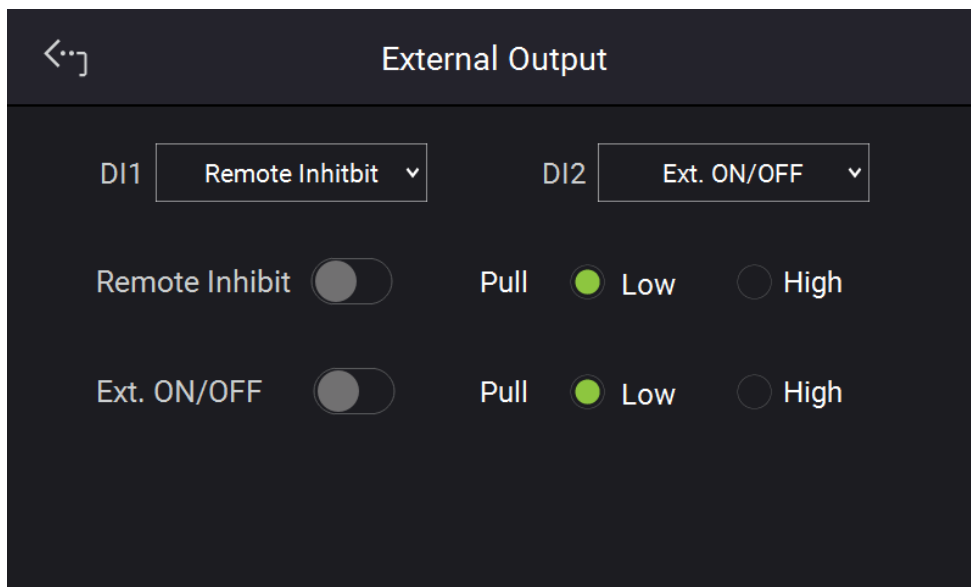 External Output
DI1 Remote Inhitbit DI2 Ext. ON/OFF
Remote Inhibit Pull Low High
Ext. ON/OFF Pull Low High